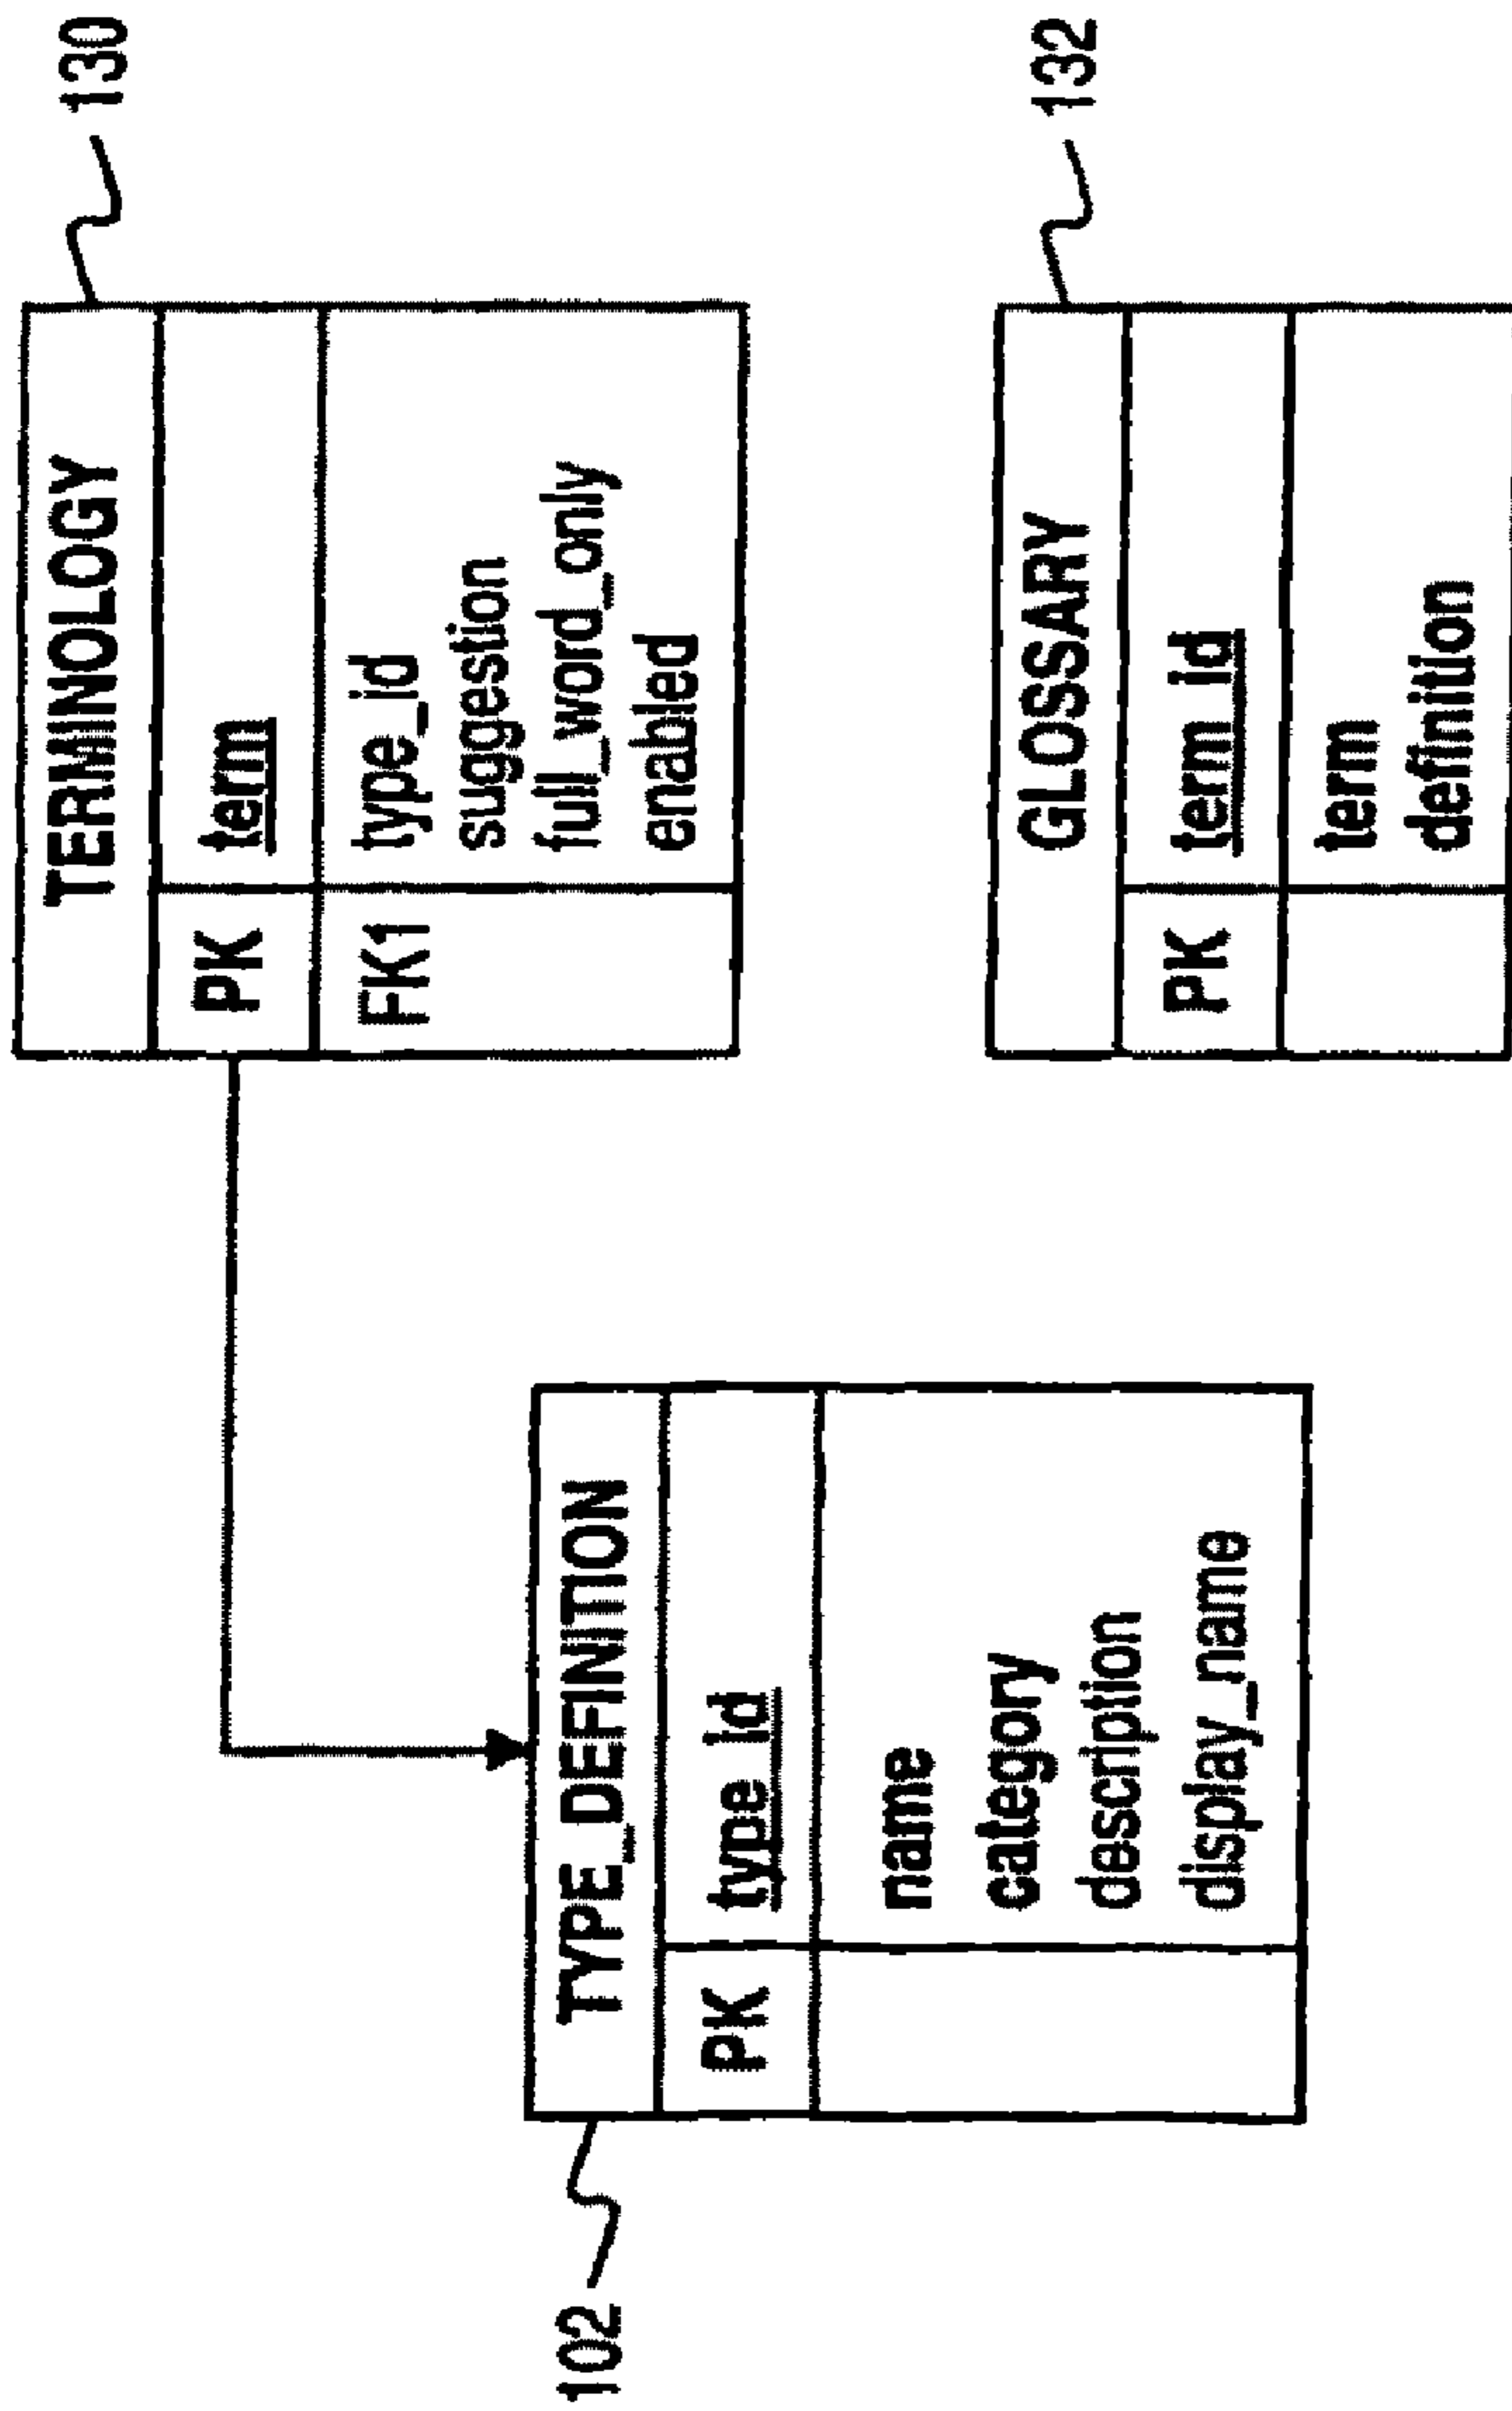 130
TERMINOLOGY
PK term
FK1 type_id
suggestion
full_word_only
enabled
102
TYPE_DEFINITION
PK type_id
name
category
description
display_name
132
GLOSSARY
PK term_id
term
definition